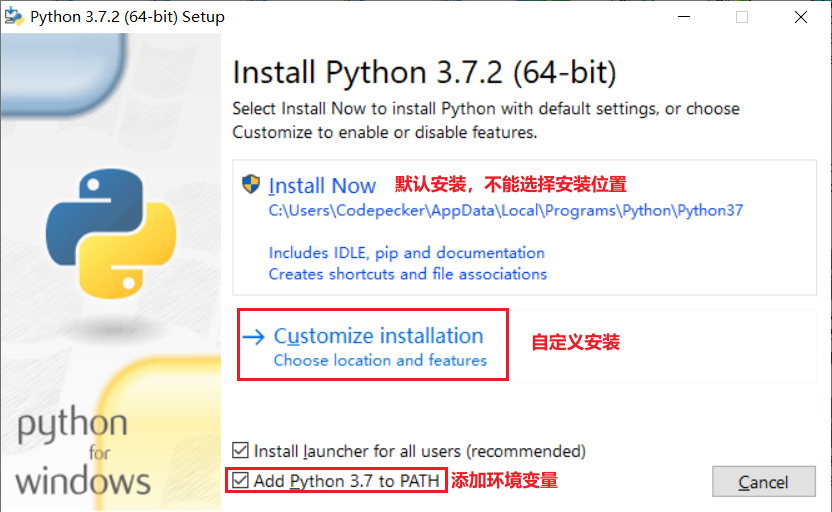 Python 3.7.2 (64-bit) Setup
Install Python 3.7.2 (64-bit)
Select Install Now to install Python with default settings, or choose
Customize to enable or disable features.
Install Now 默认安装，不能选择安装位置
C:\Users\Codepecker\AppData\Local\Programs\Python\Python37
Includes IDLE, pip and documentation
Creates shortcuts and file associations
Customize installation 自定义安装
Choose location and features
python
for
windows
Install launcher for all users (recommended)
Add Python 3.7 to PATH 添加环境变量
Cancel